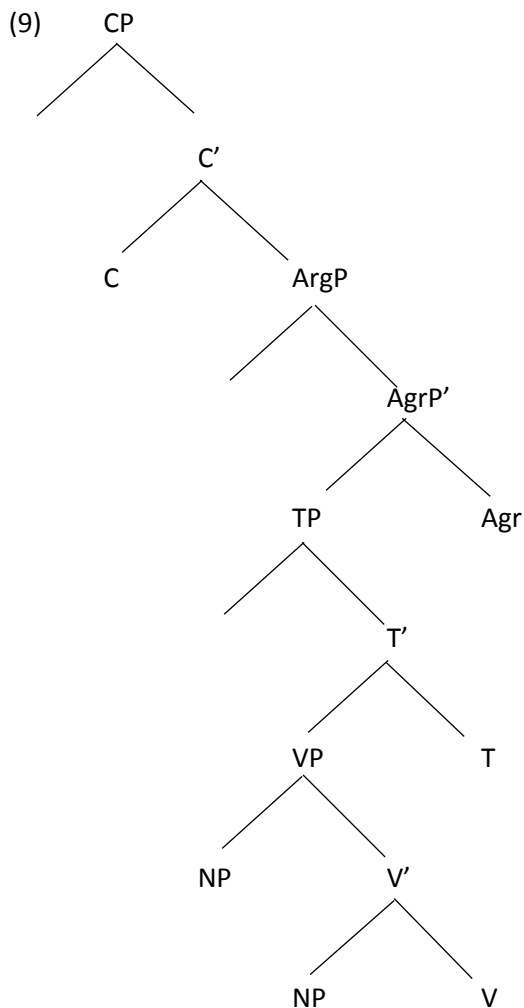 (9) CP
C’
C ArgP
AgrP’
TP Agr
T’
VP T
NP V’
NP V